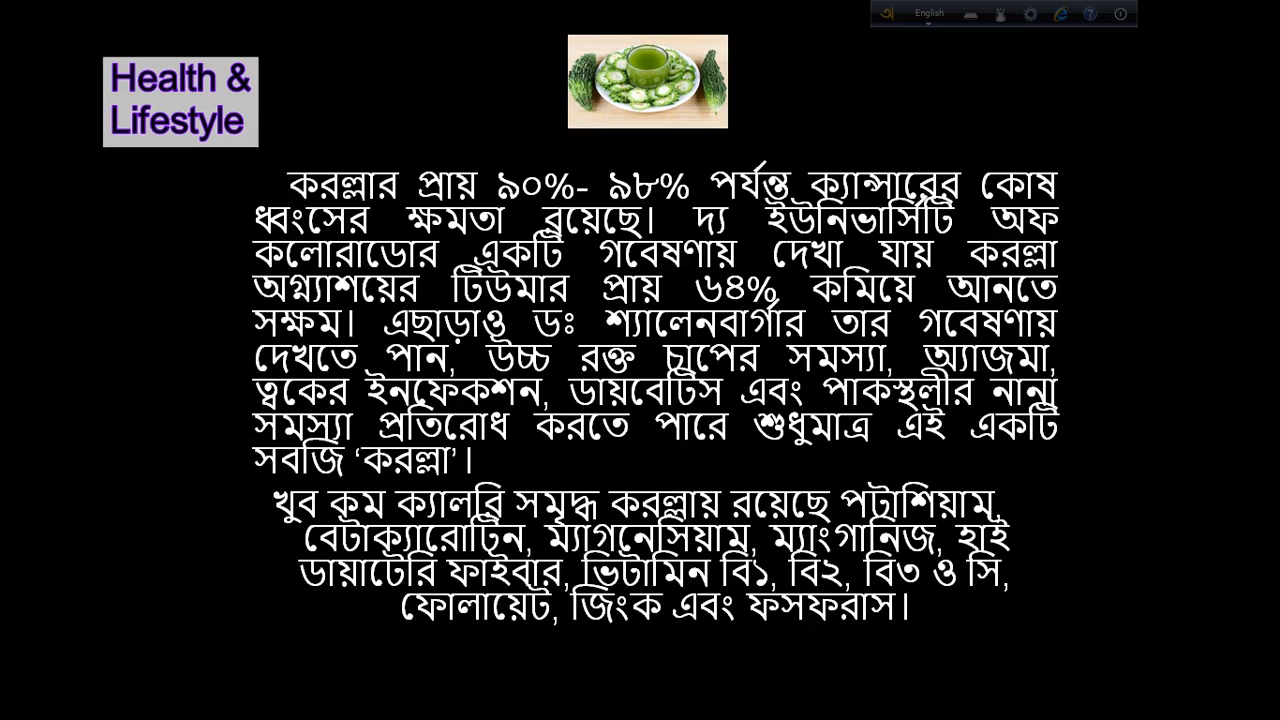 English
Health &
Lifestyle
করল্লার প্রায় ৯০%- ৯৮% পর্যন্ত ক্যান্সারের কোষ
ধ্বংসের ক্ষমতা রয়েছে। দ্য ইউনিভার্সিটি অফ
কলোরাডোর একটি গবেষণায় দেখা যায় করল্লা
অগ্ন্যাশয়ের টিউমার প্রায় ৬৪% কমিয়ে আনতে
সক্ষম। এছাড়াও ডঃ শ্যালেনবার্গার তার গবেষণায়
দেখতে পান, উচ্চ রক্ত চাপের সমস্যা, অ্যাজমা,
ত্বকের ইনফেকশন, ডায়বেটিস এবং পাকস্থলীর নানা
সমস্যা প্রতিরোধ করতে পারে শুধুমাত্র এই একটি
সবজি ‘করল্লা’।
খুব কম ক্যালরি সমৃদ্ধ করল্লায় রয়েছে পটাশিয়াম,
বেটাক্যারোটিন, ম্যাগনেসিয়াম, ম্যাংগানিজ, হাই
ডায়াটেরি ফাইবার, ভিটামিন বি১, বি২, বি৩ ও সি,
ফোলায়েট, জিংক এবং ফসফরাস।